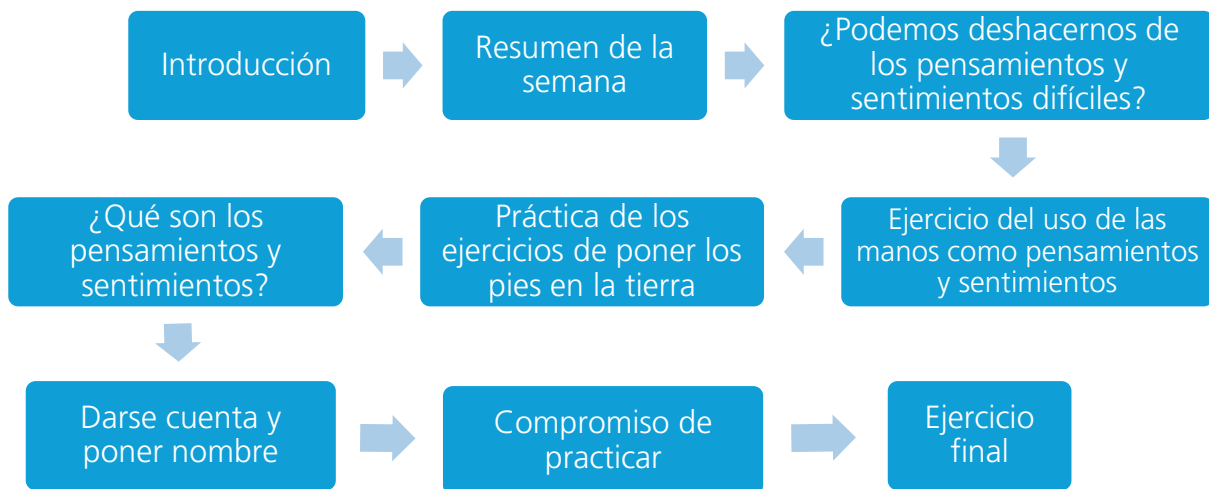 Introducción
Resumen de la
semana
¿Podemos deshacernos de
los pensamientos y
sentimientos difíciles?
Ejercicio del uso de las
manos como pensamientos
y sentimientos
Práctica de los
ejercicios de poner los
pies en la tierra
¿Qué son los
pensamientos y
sentimientos?
Darse cuenta y
poner nombre
Compromiso de
practicar
Ejercicio
final